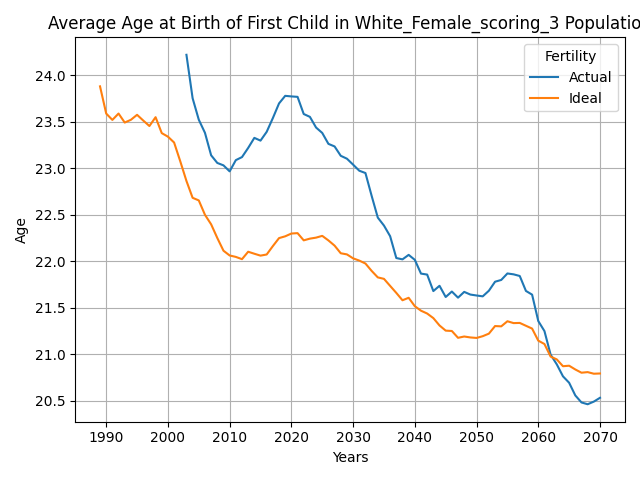 Average Age at Birth of First Child in White_Female_scoring_3 Populatio
Fertility
Actual
Ideal
24.0
23.5
23.0
22.5
22.0
21.5
21.0
20.5
Age
1990 2000 2010 2020 2030 2040 2050 2060 2070
Years